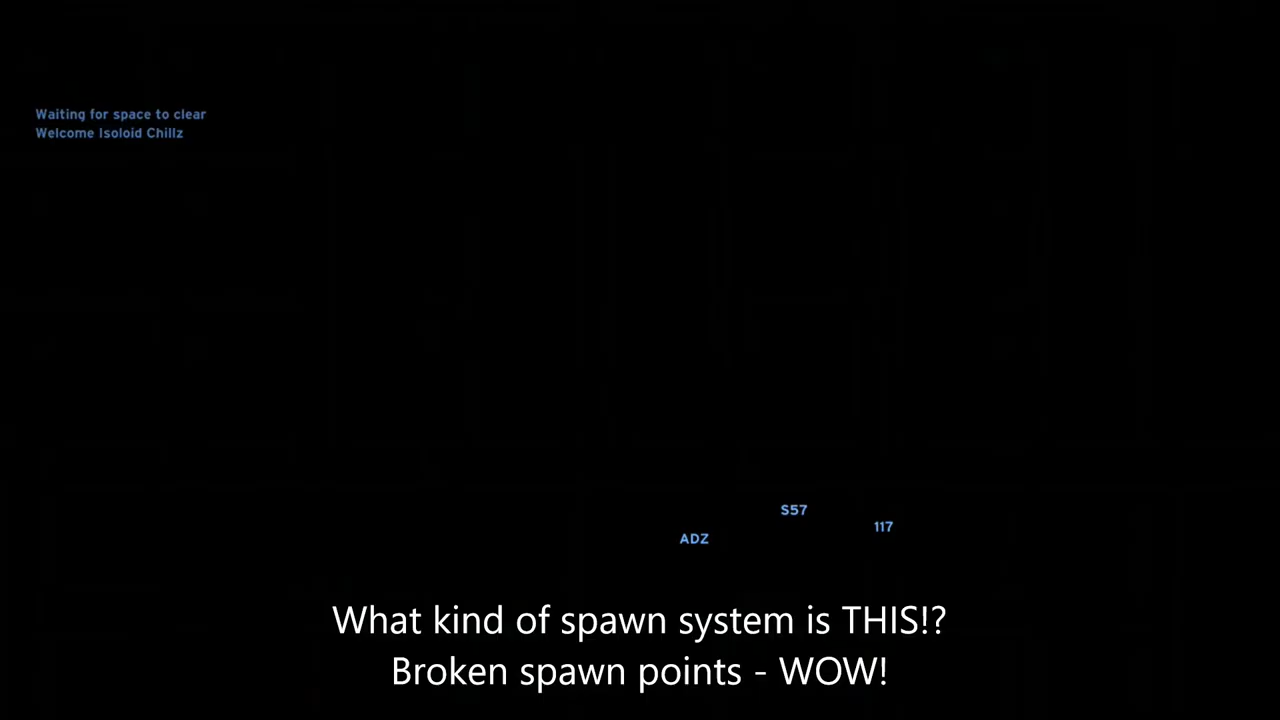 Waiting for space to clear
Welcome Isoloid Chillz
S57
117
ADZ
What kind of spawn system is THIS!?
Broken spawn points - WOW!